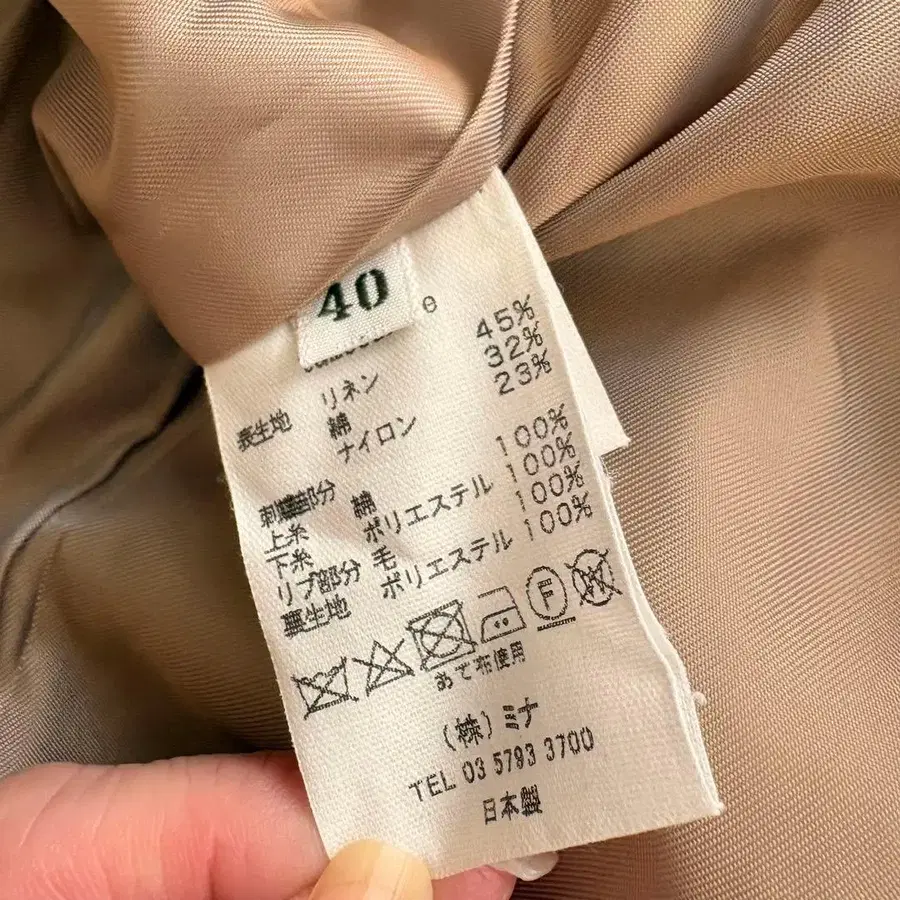 40
e
表生地 リネン 45%
綿 32%
ナイロン 23%
刺繍部分
上糸 綿 100%
下糸 ポリエステル 100%
リブ部分 毛 100%
裏生地 ポリエステル 100%
F W
あて布使用
(株)ミナ
TEL 03 5793 3700
日本製